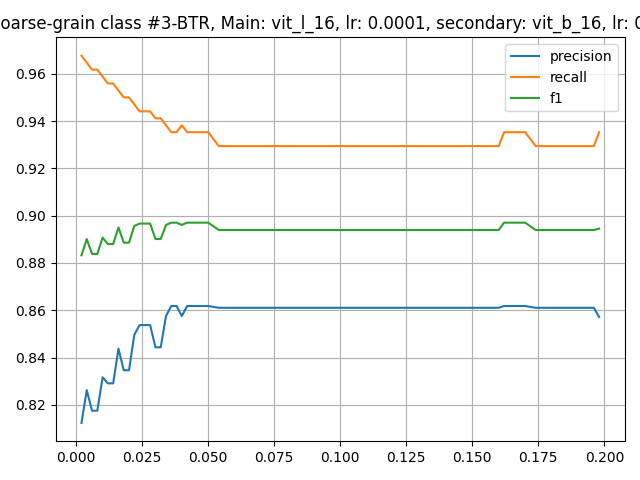 oarse-grain class #3-BTR, Main: vit_l_16, lr: 0.0001, secondary: vit_b_16, lr: 0
precision
recall
f1
0.96
0.94
0.92
0.90
0.88
0.86
0.84
0.82
0.000 0.025 0.050 0.075 0.100 0.125 0.150 0.175 0.200